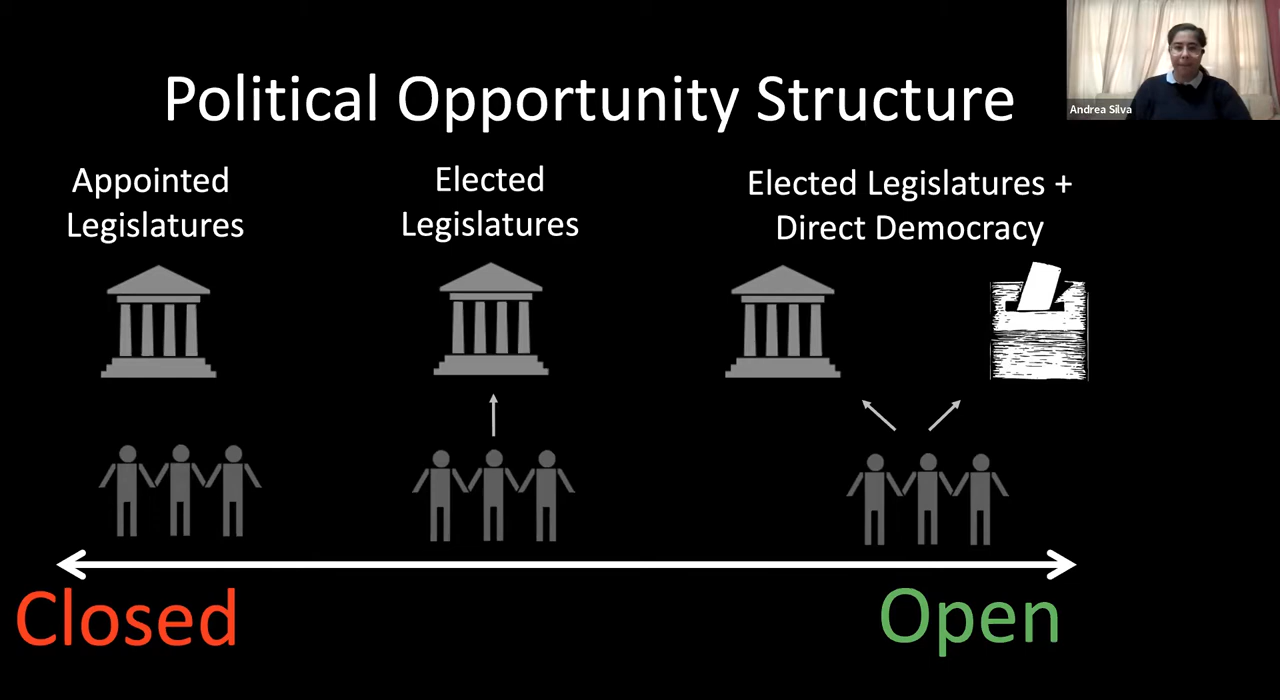 Andrea Silva
Political Opportunity Structure
Appointed
Legislatures
Elected
Legislatures
Elected Legislatures +
Direct Democracy
Closed
Open